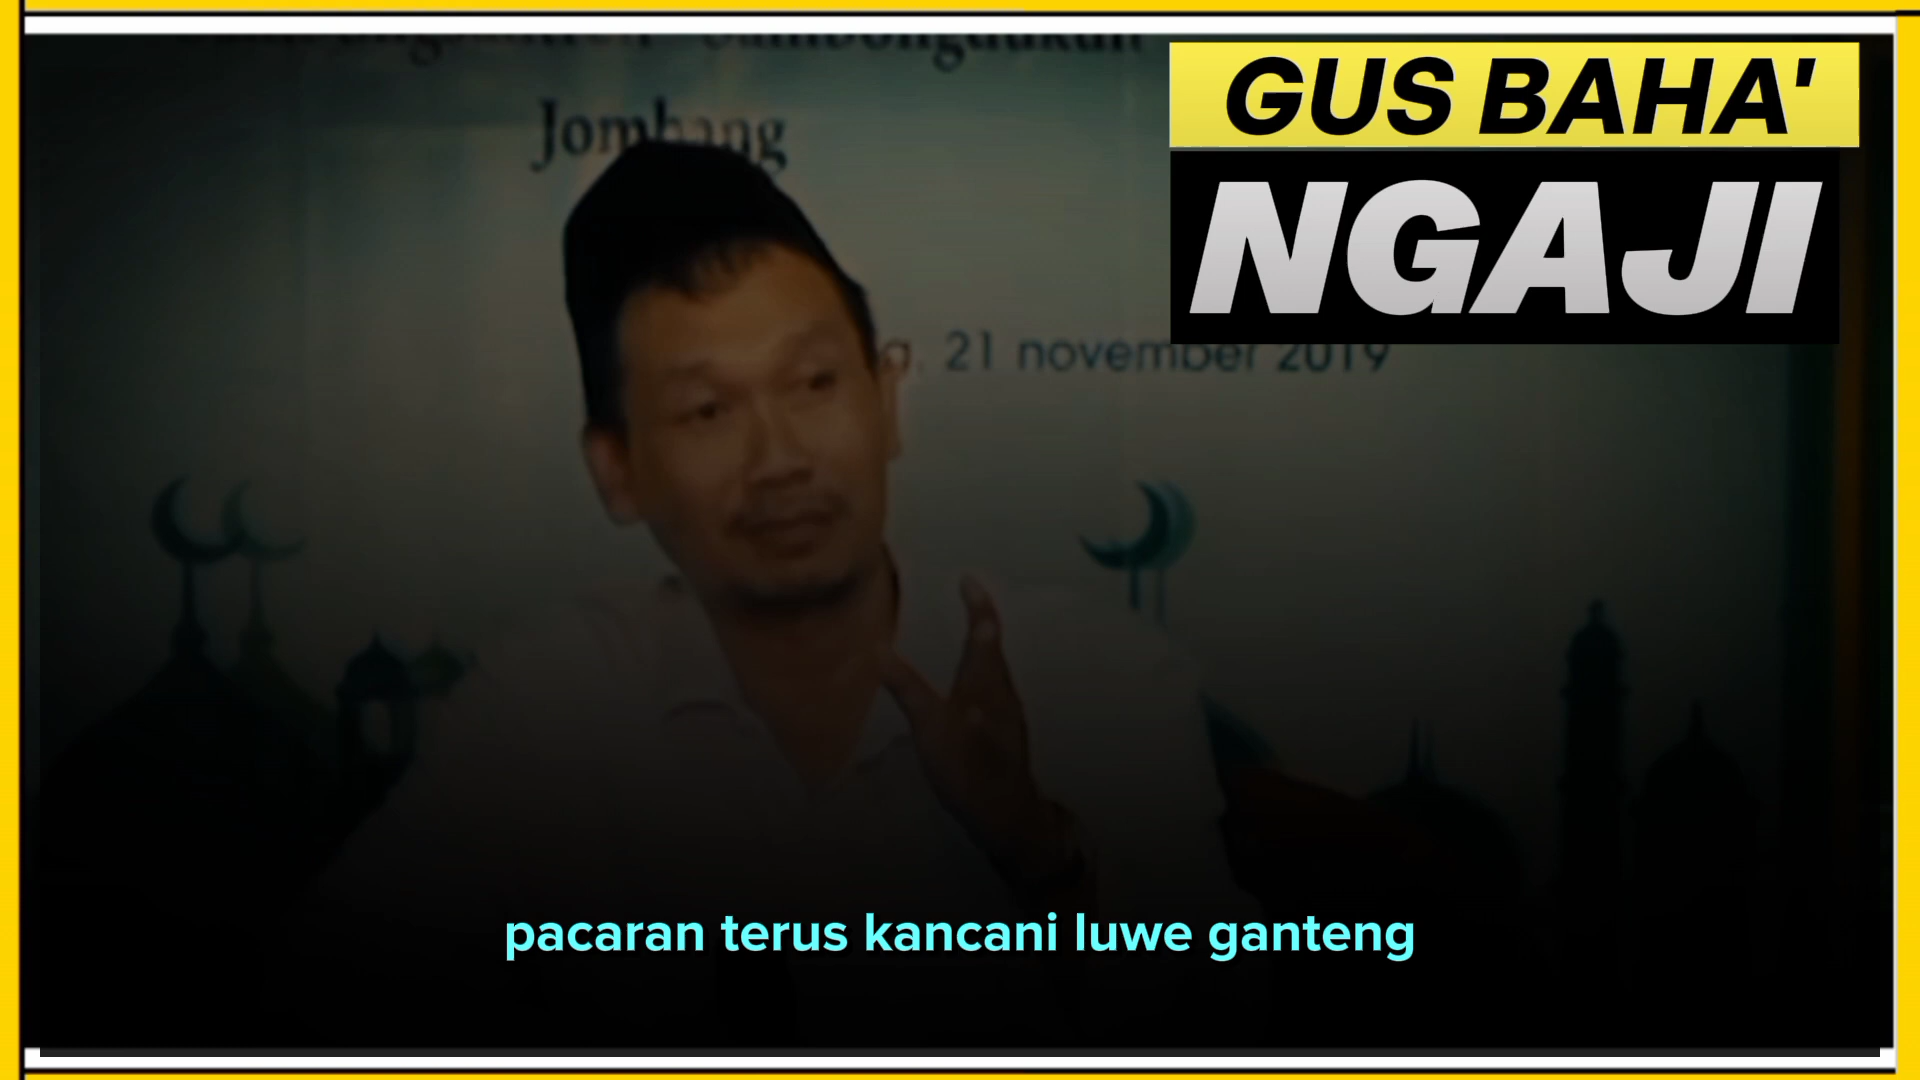 Jombang
GUS BAHA'
NGAJI
21 november 2019
pacaran terus kancani luwe ganteng